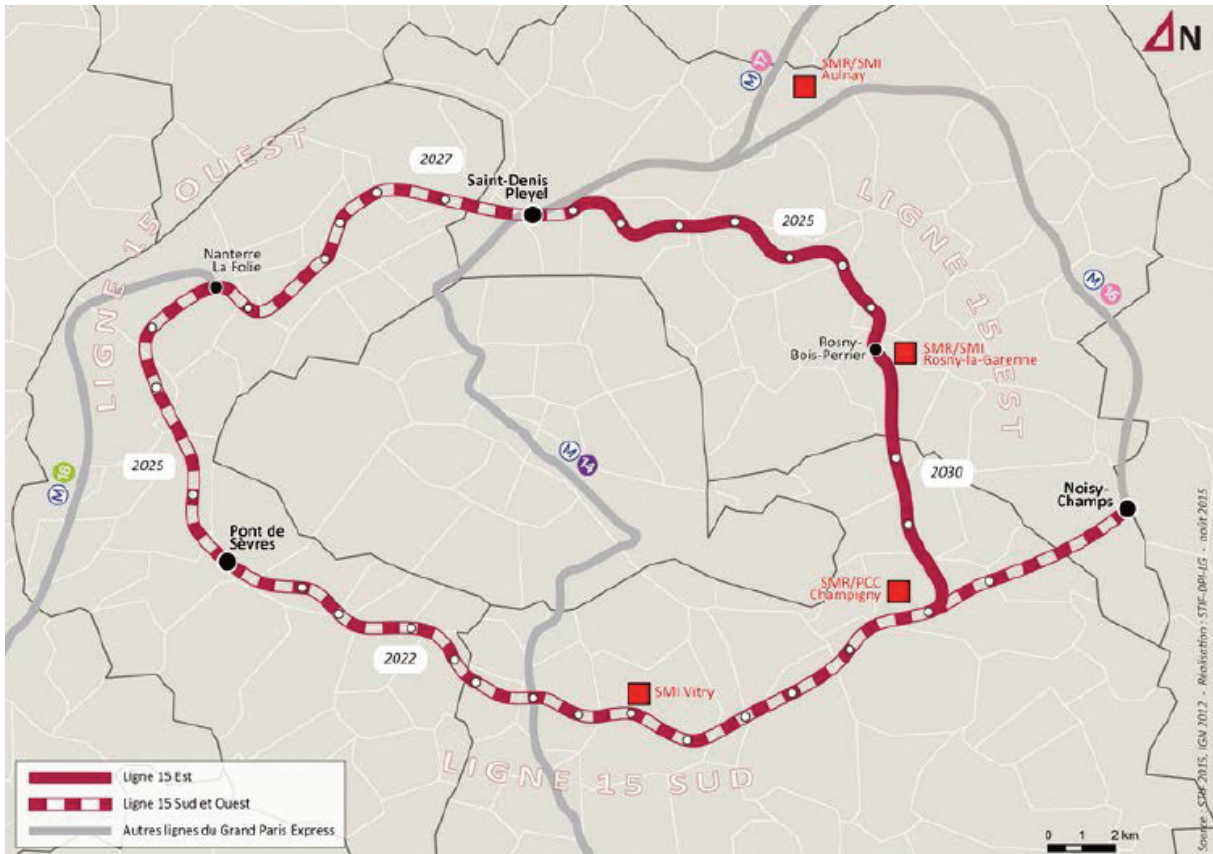 N
M 17
SMR/SMI
Aulnay
LIGNE 15 OUEST
2027
Saint-Denis
Pleyel
2025
LIGNE 15 EST
Nanterre
La Folie
M 16
Rosny-
Bois-Perrier
SMR/SMI
Rosny-la-Garenne
2025
M 18
M 14
2030
Noisy-
Champs
Pont de
Sèvres
SMR/PCC
Champigny
2022
SMI Vitry
LIGNE 15 SUD
Ligne 15 Est
Ligne 15 Sud et Ouest
Autres lignes du Grand Paris Express
0 1 2 km
Source : STIF 2015, IGN 2012 - Réalisation : STIF-DPI-LG - août 2015